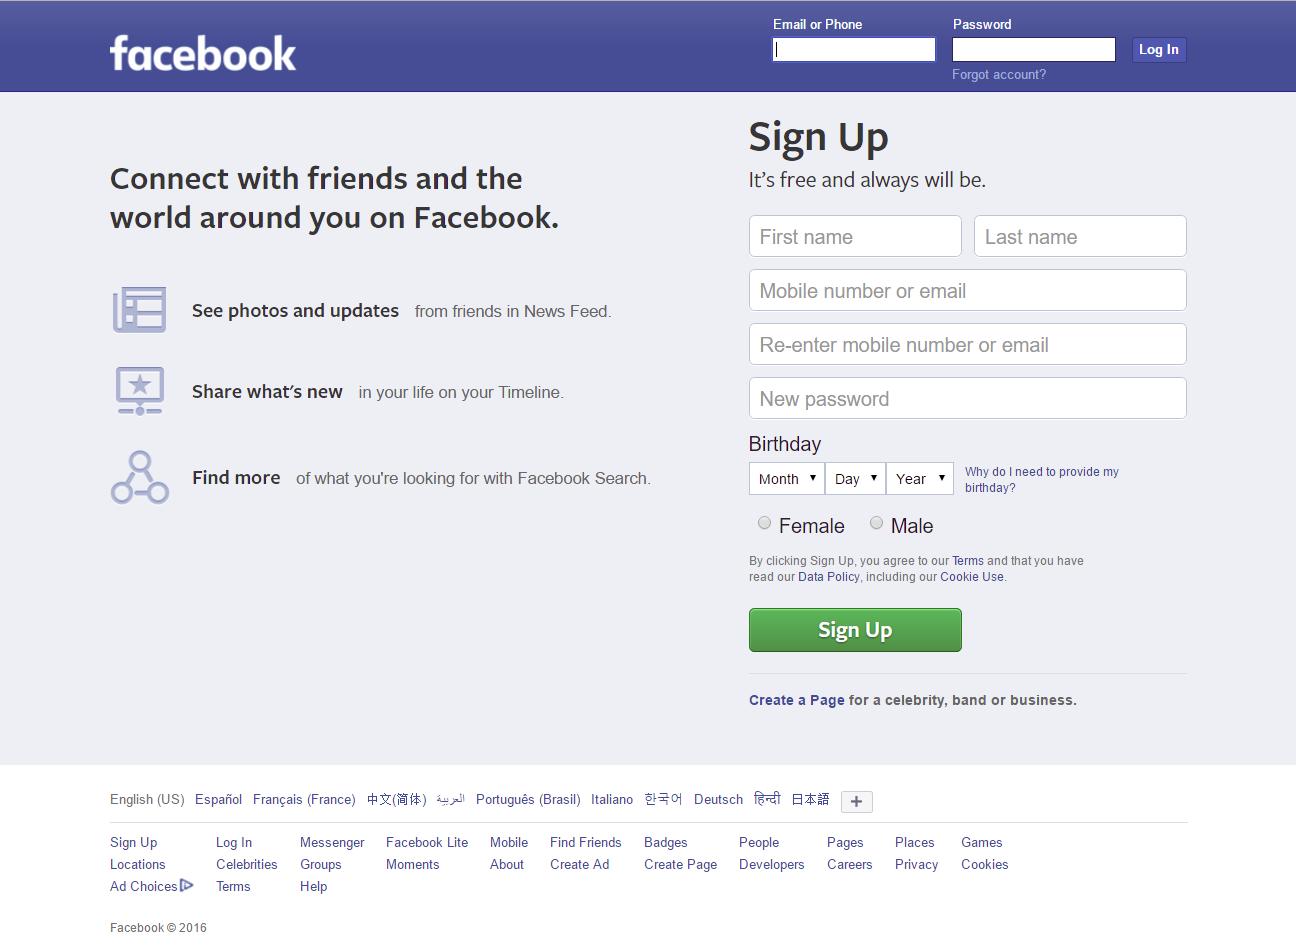 facebook
Email or Phone
Password
Log In
Forgot account?
Connect with friends and the
world around you on Facebook.
See photos and updates from friends in News Feed.
Share what's new in your life on your Timeline.
Find more of what you're looking for with Facebook Search.
Sign Up
It's free and always will be.
First name
Last name
Mobile number or email
Re-enter mobile number or email
New password
Birthday
Month
Day
Year
Why do I need to provide my
birthday?
Female
Male
By clicking Sign Up, you agree to our Terms and that you have
read our Data Policy, including our Cookie Use.
Sign Up
Create a Page for a celebrity, band or business.
English (US) Español Français (France) 中文(简体) العربية Português (Brasil) Italiano 한국어 Deutsch हिन्दी 日本語 +
Sign Up Log In Messenger Facebook Lite Mobile Find Friends Badges People Pages Places Games
Locations Celebrities Groups Moments About Create Ad Create Page Developers Careers Privacy Cookies
Ad Choices Terms Help
Facebook © 2016